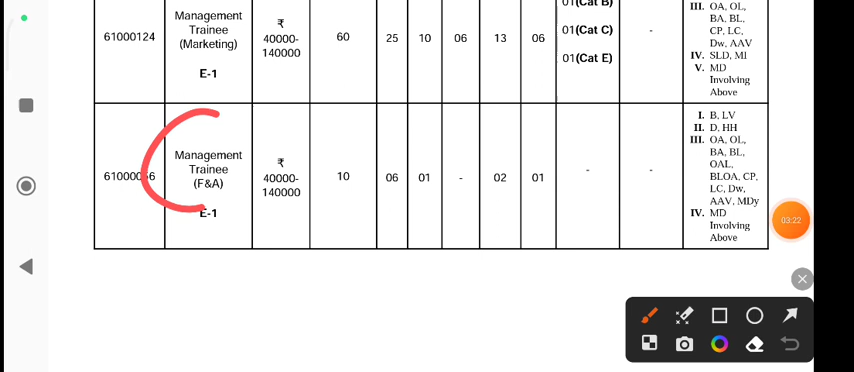 01(Cat B)
01(Cat C)
01(Cat E)
61000124
Management
Trainee
(Marketing)
E-1
₹
40000-
140000
60
25
10
06
13
06
-
III. OA, OL,
BA, BL,
CP, LC,
Dw, AAV
IV. SLD, MI
V. MD
Involving
Above
Management
Trainee
(F&A)
E-1
₹
40000-
140000
10
06
01
-
02
01
-
-
I. B, LV
II. D, HH
III. OA, OL,
BA, BL,
OAL,
BLOA, CP,
LC, Dw,
AAV, MDy
IV. MD
Involving
Above
03:22